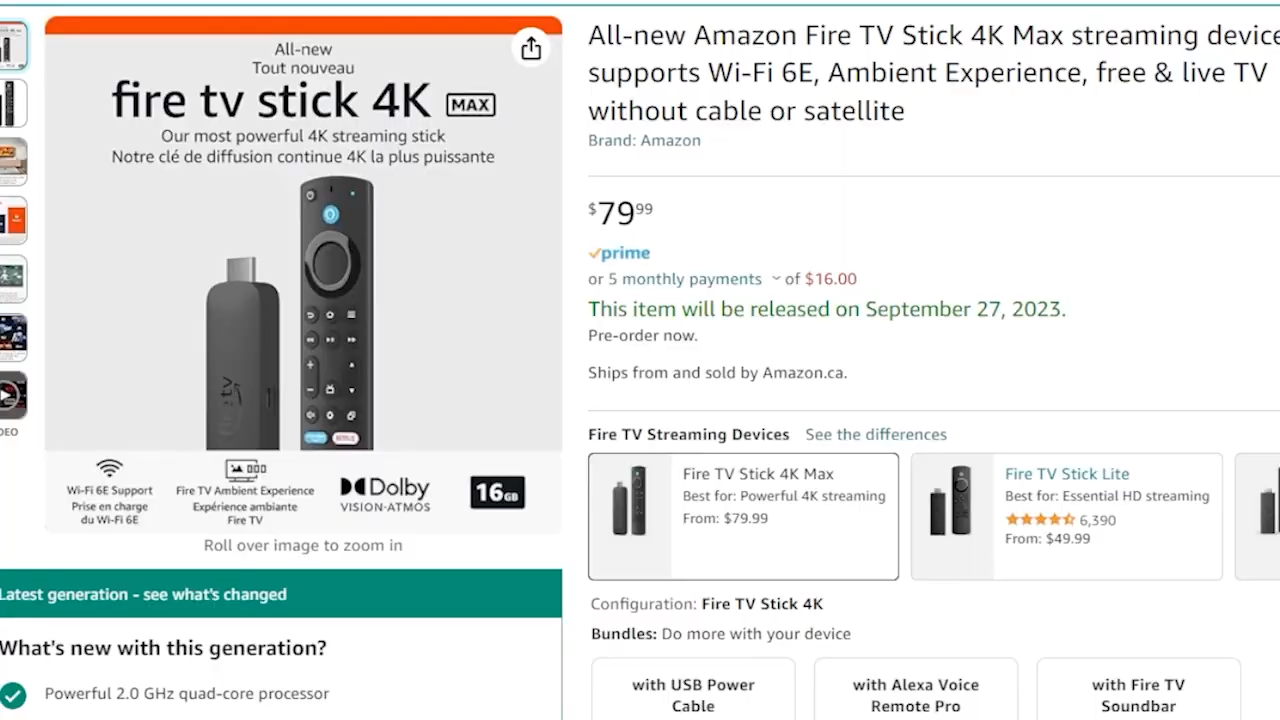 All-new
Tout nouveau
fire tv stick 4K MAX
Our most powerful 4K streaming stick
Notre clé de diffusion continue 4K la plus puissante
fire tv
NETFLIX
Wi-Fi 6E Support
Prise en charge
du Wi-Fi 6E
Fire TV Ambient Experience
Expérience ambiante
Fire TV
Dolby
VISION·ATMOS
16GB
Roll over image to zoom in
DEO
Latest generation - see what's changed
What's new with this generation?
Powerful 2.0 GHz quad-core processor
All-new Amazon Fire TV Stick 4K Max streaming device
supports Wi-Fi 6E, Ambient Experience, free & live TV
without cable or satellite
Brand: Amazon
$79 99
prime
or 5 monthly payments of $16.00
This item will be released on September 27, 2023.
Pre-order now.
Ships from and sold by Amazon.ca.
Fire TV Streaming Devices See the differences
Fire TV Stick 4K Max
Best for: Powerful 4K streaming
From: $79.99
Fire TV Stick Lite
Best for: Essential HD streaming
6,390
From: $49.99
Configuration: Fire TV Stick 4K
Bundles: Do more with your device
with USB Power
Cable
with Alexa Voice
Remote Pro
with Fire TV
Soundbar